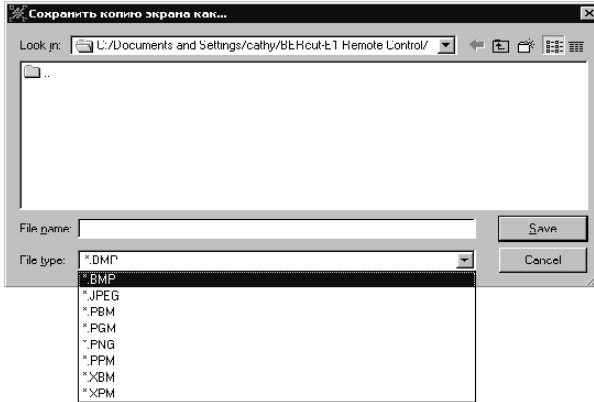 Сохранить копию экрана как...
Look in: C:/Documents and Settings/cathy/BERcut-E1 Remote Control/
..
File name:
Save
File type: *.BMP
Cancel
*.BMP
*.JPEG
*.PBM
*.PGM
*.PNG
*.PPM
*.XBM
*.XPM